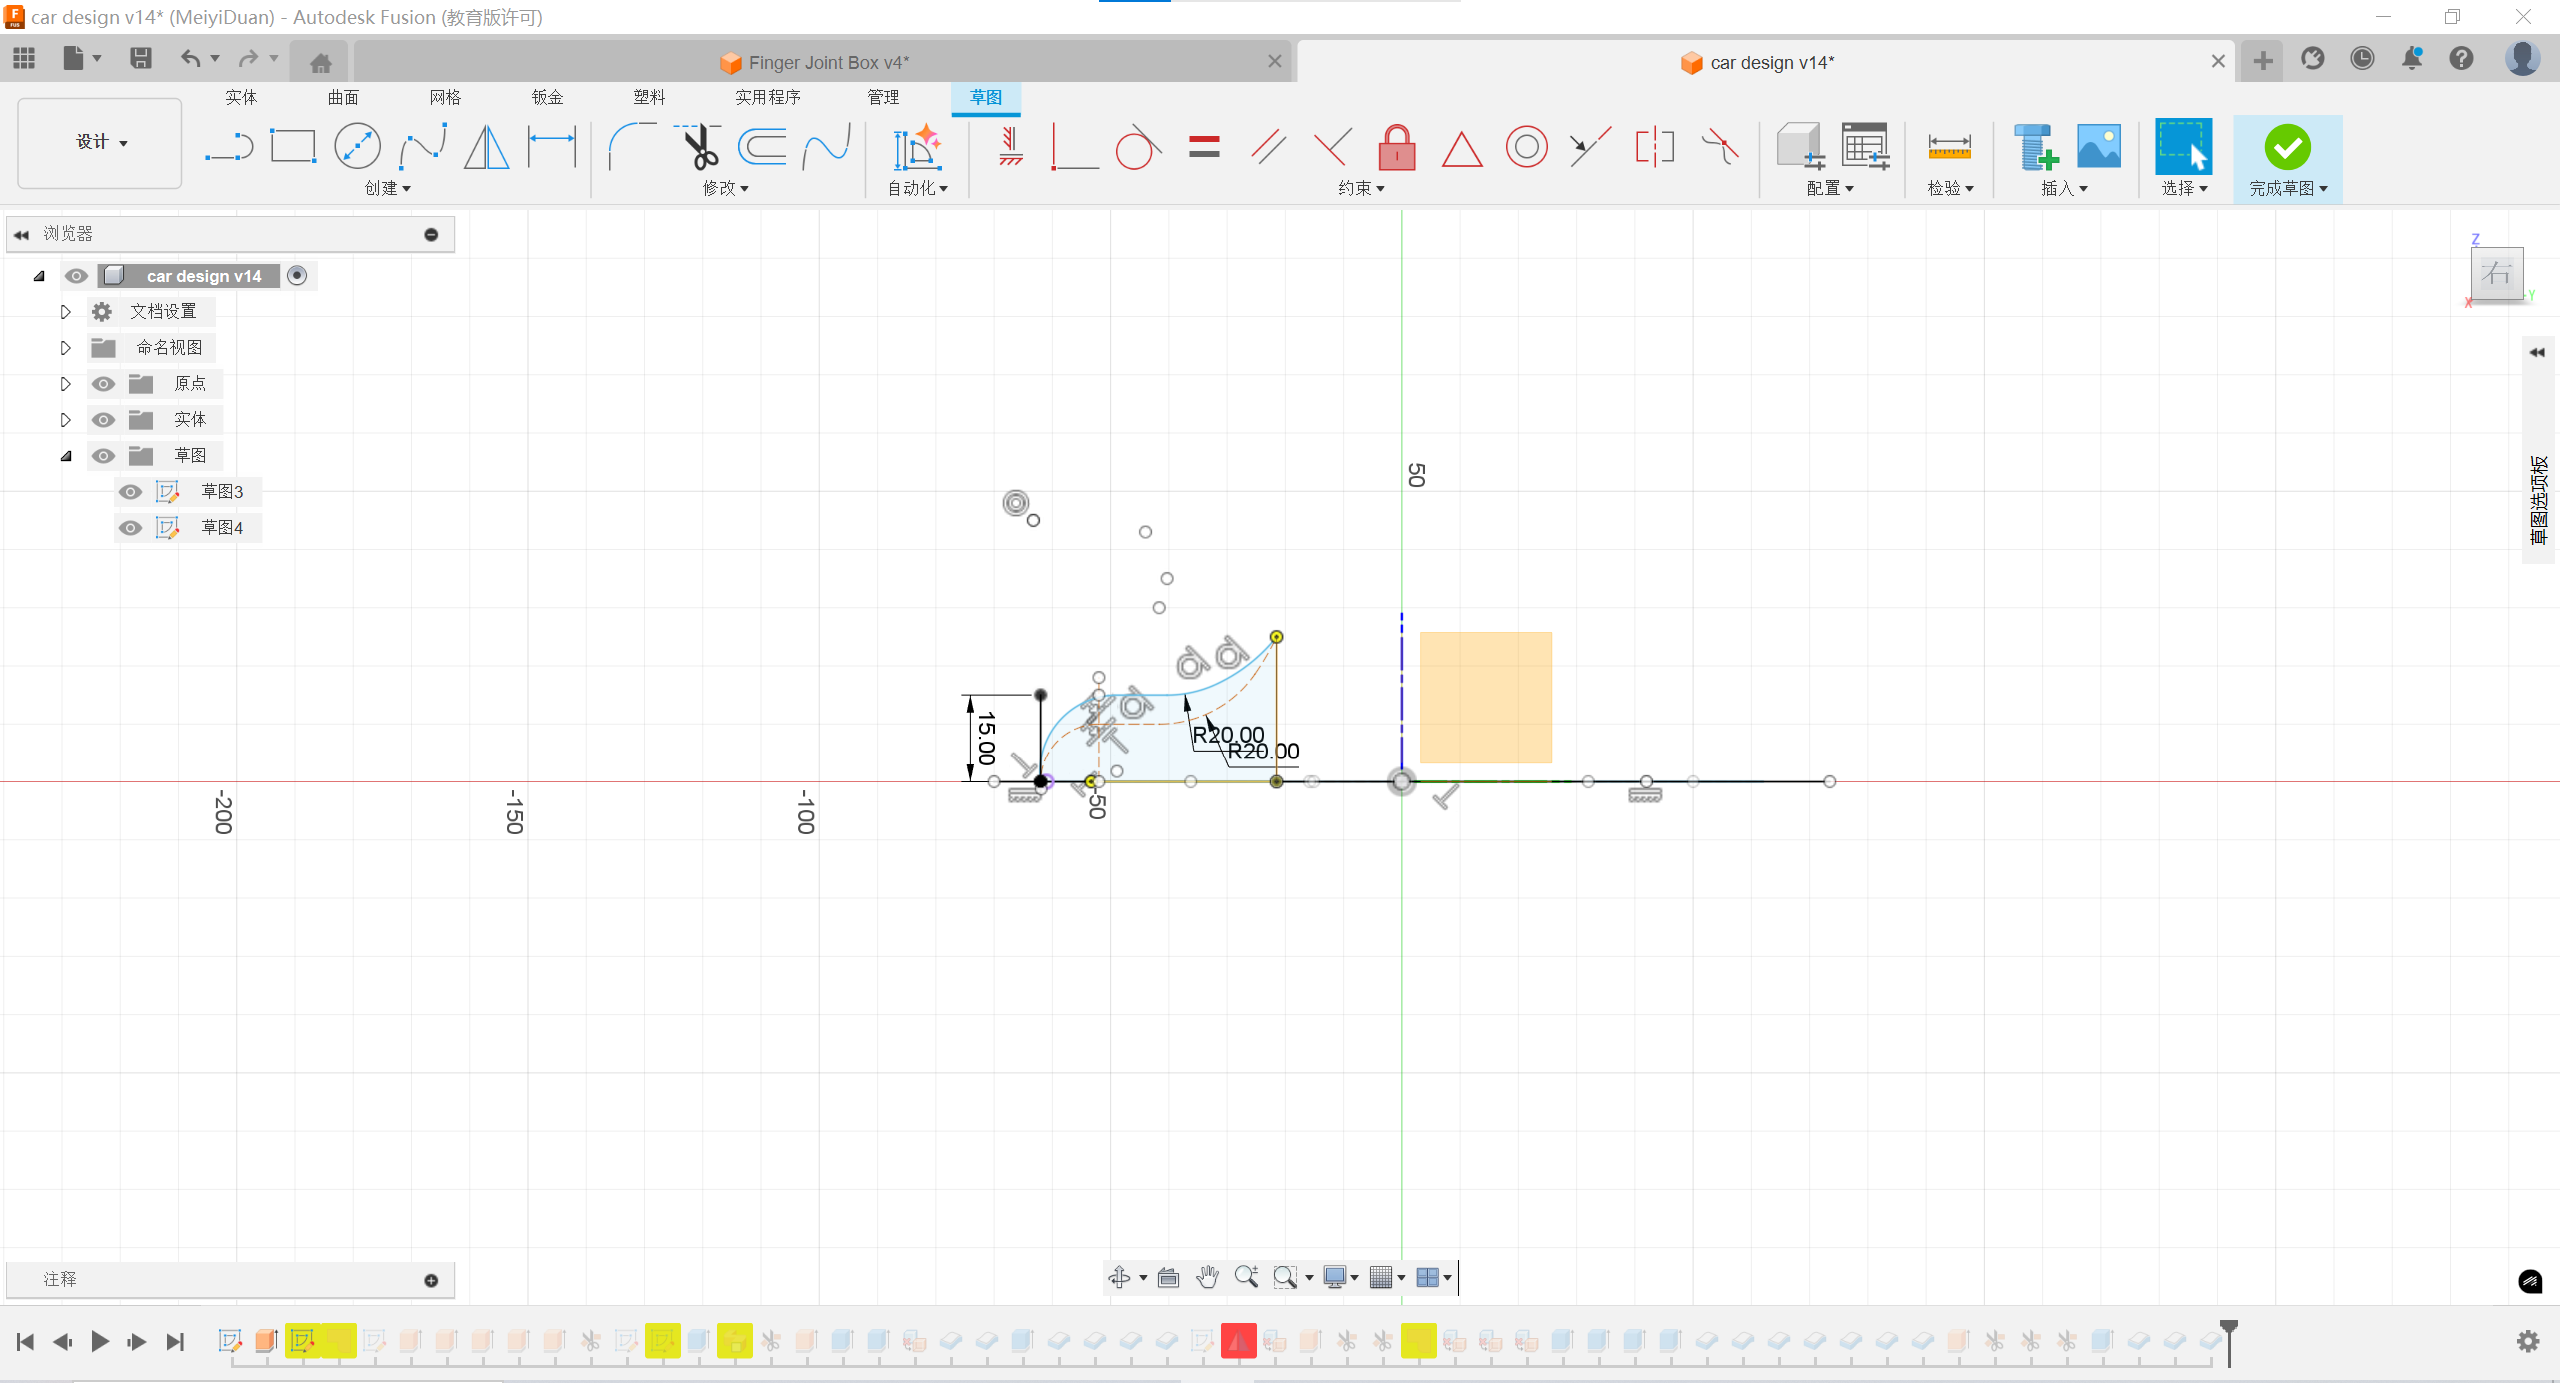 car design v14* (MeiyiDuan) - Autodesk Fusion (教育版许可)
Finger Joint Box v4*
car design v14*
设计
实体
曲面
网格
钣金
塑料
实用程序
管理
草图
创建
修改
自动化
约束
配置
检验
插入
选择
完成草图
浏览器
car design v14
文档设置
命名视图
原点
实体
草图
草图3
草图4
Z
右
X
Y
草图选项板
50
15.00
R20.00
R20.00
-200
-150
-100
-50
注释